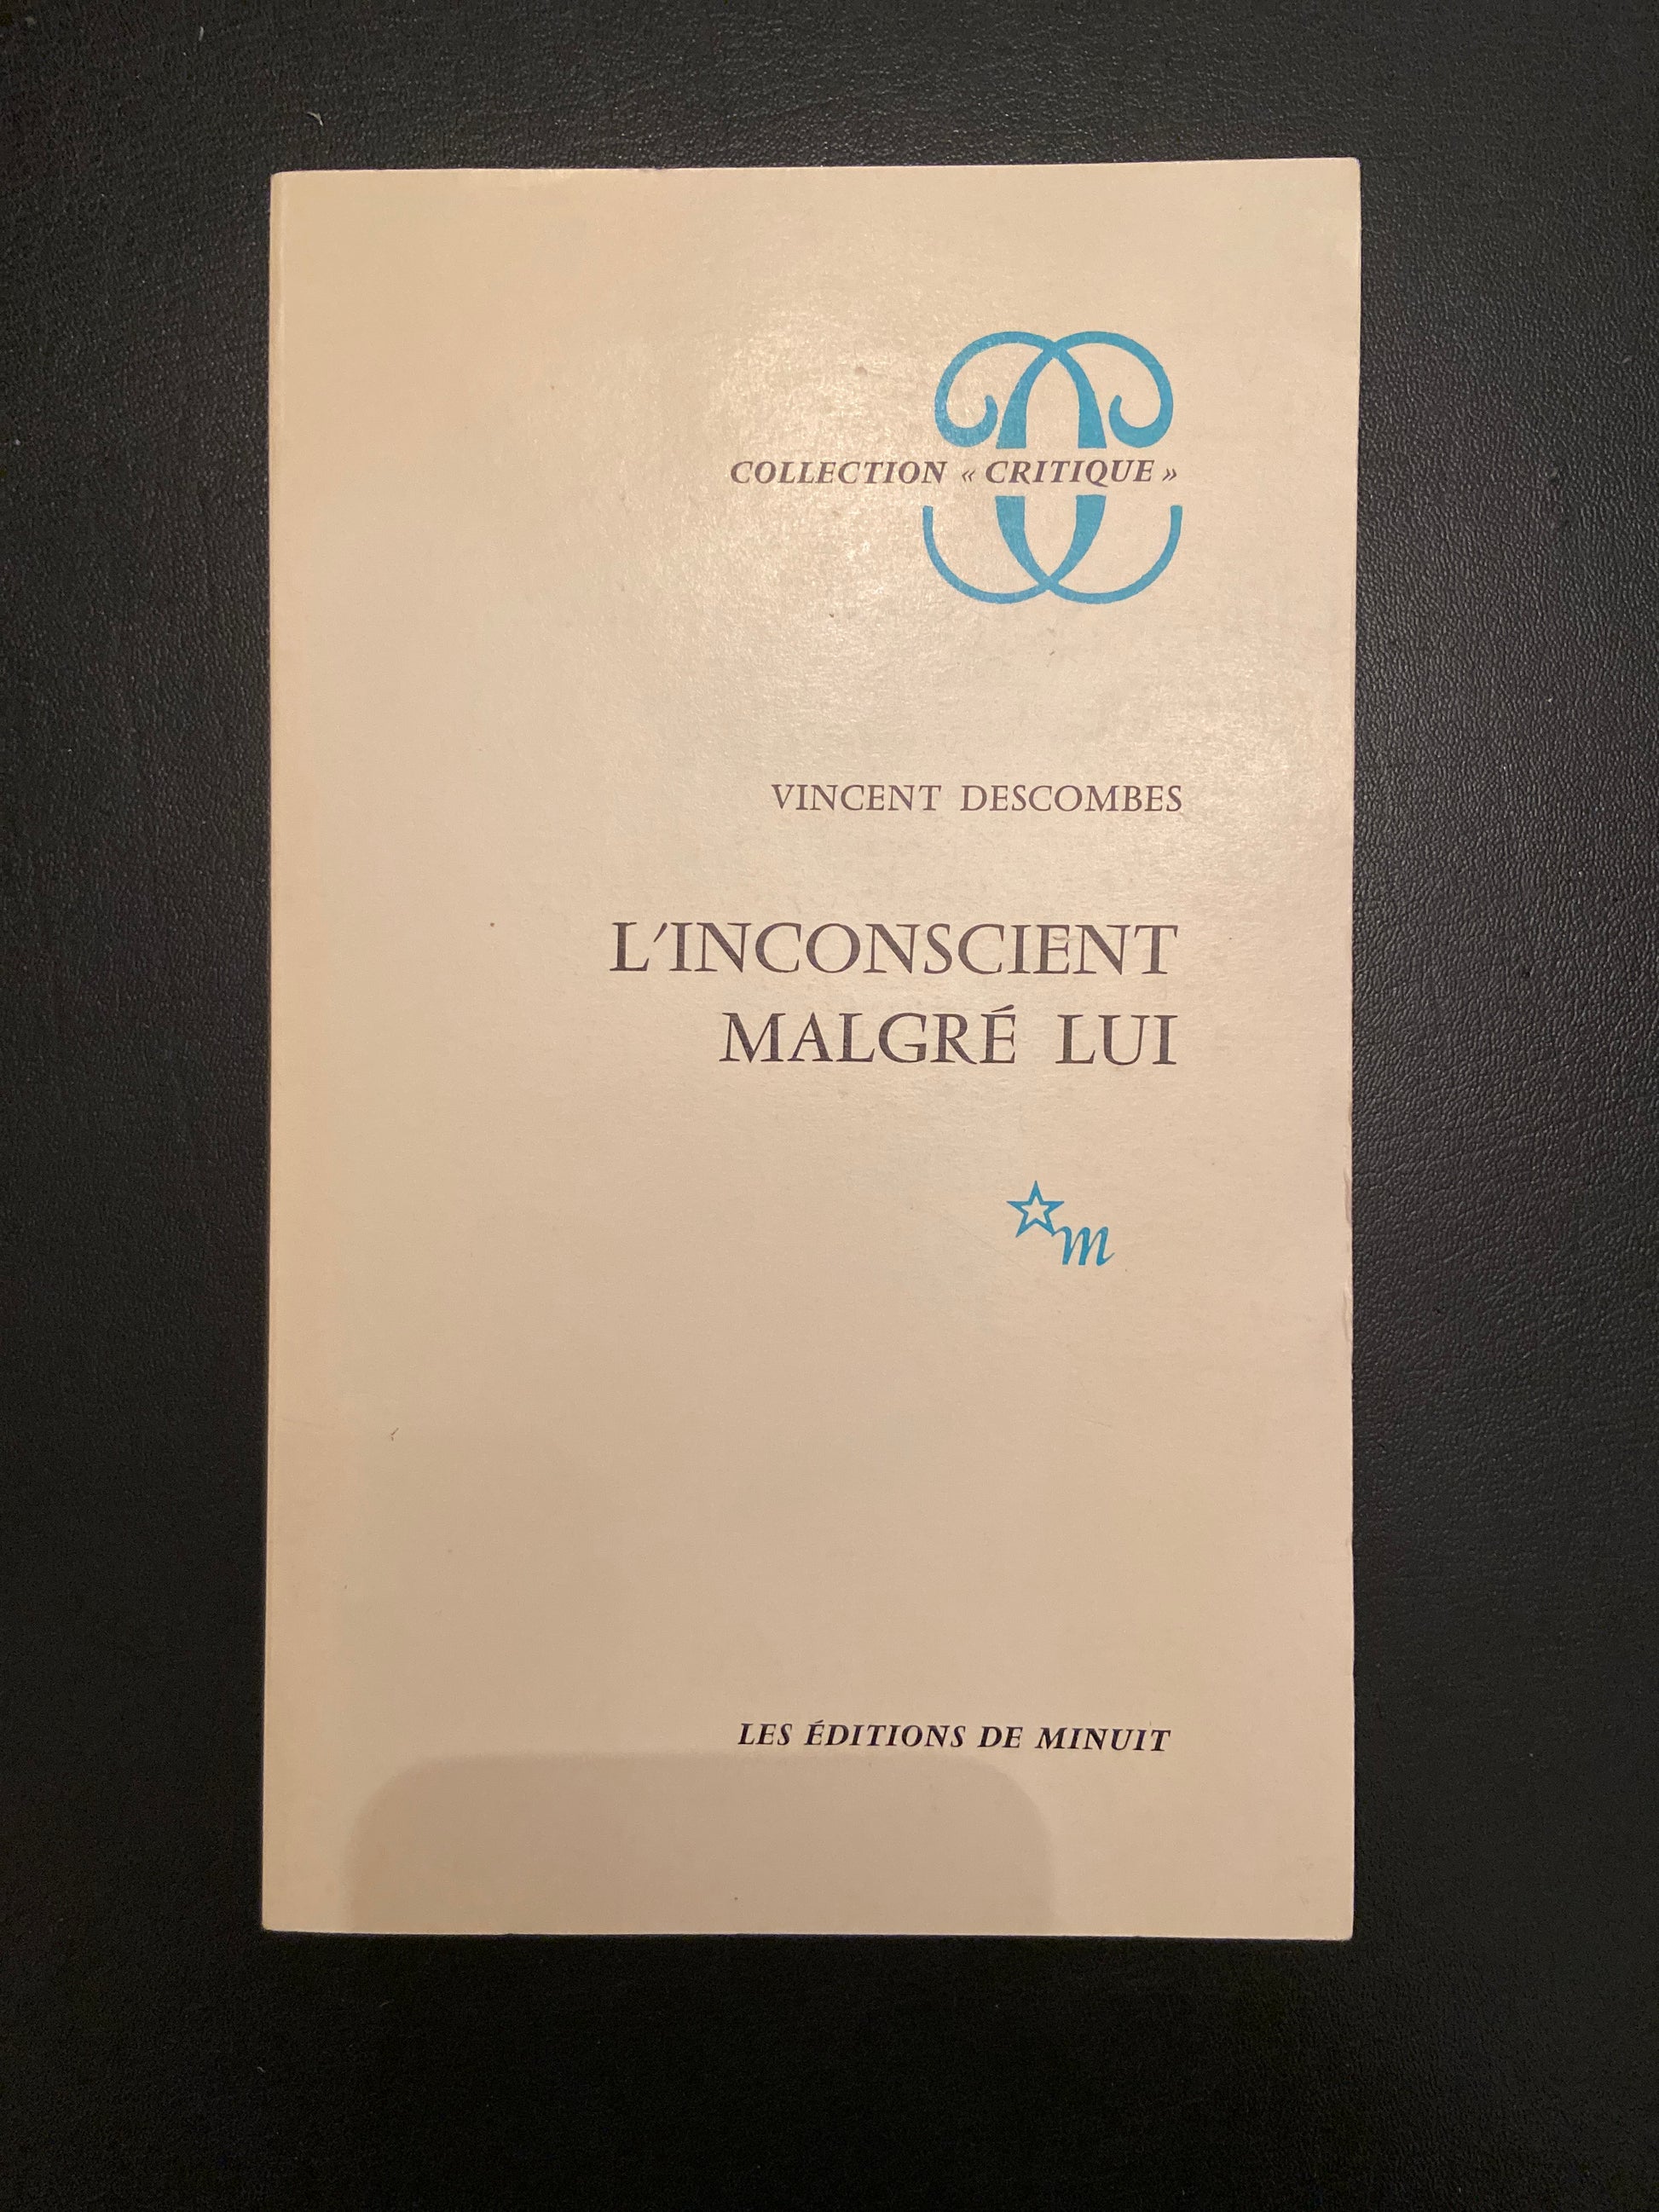 COLLECTION « CRITIQUE »
VINCENT DESCOMBES
L'INCONSCIENT
MALGRÉ LUI
m
LES ÉDITIONS DE MINUIT